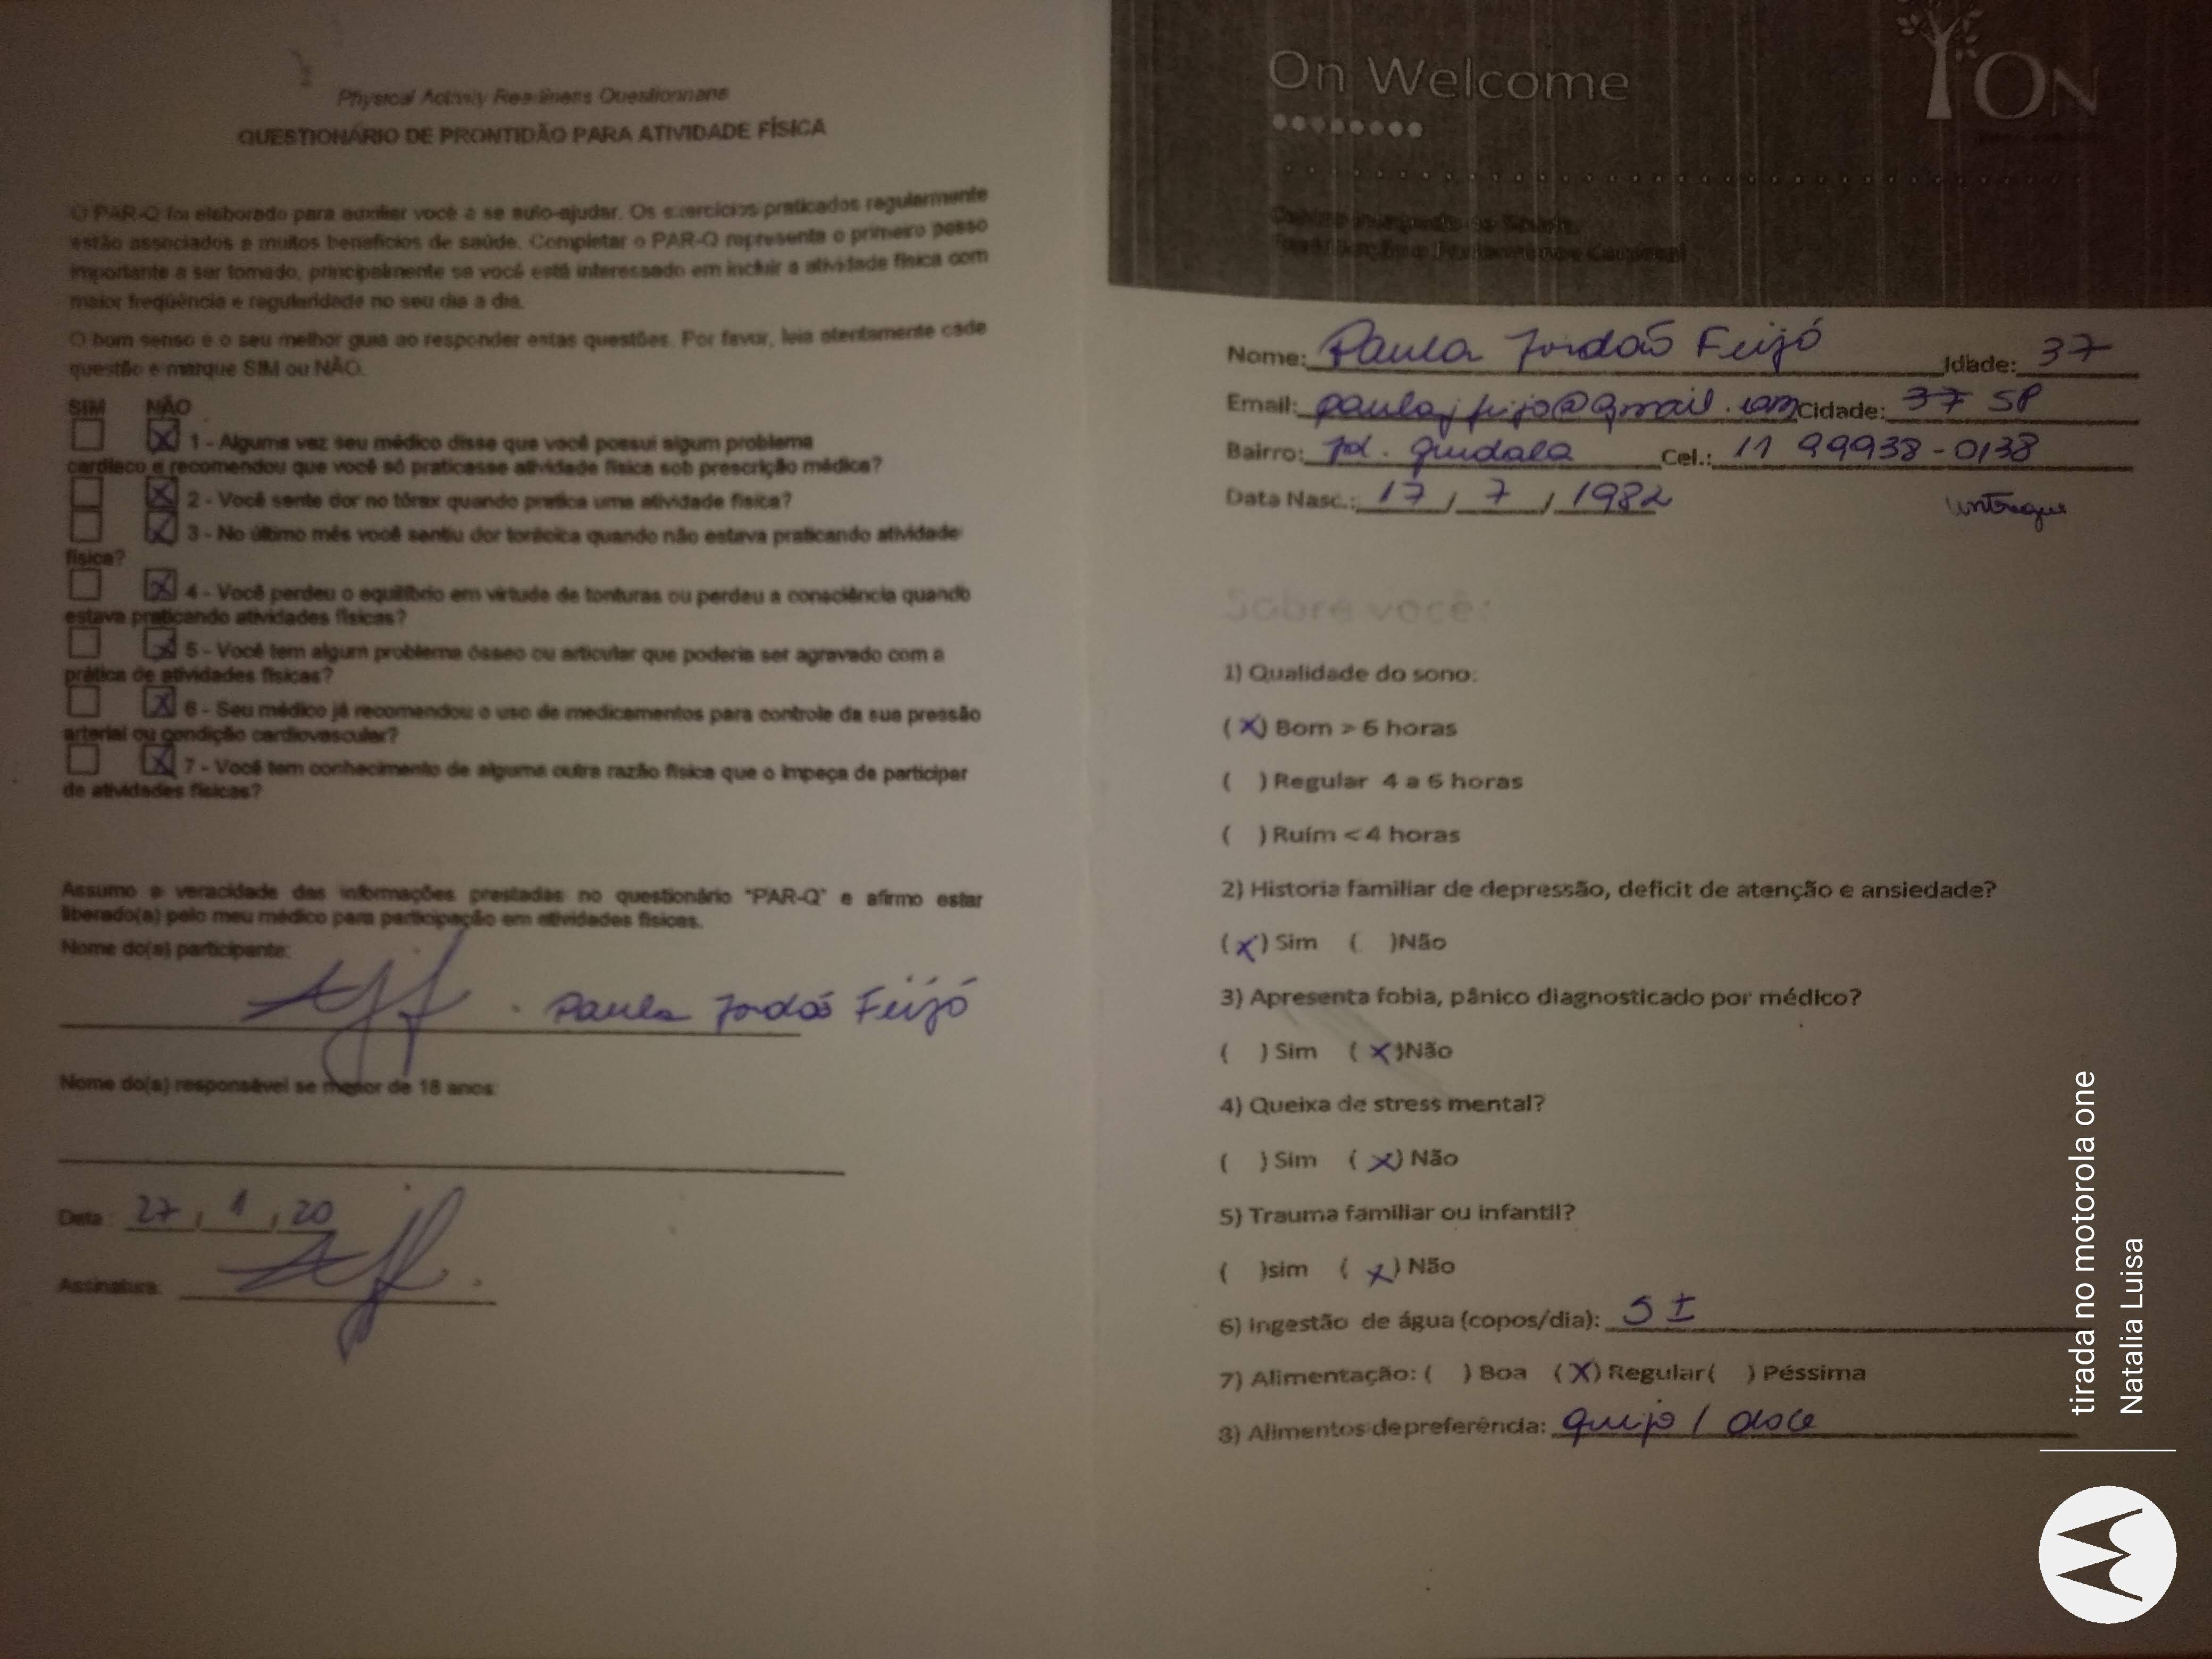 Physical Activity Readiness Questionnaire
QUESTIONÁRIO DE PRONTIDÃO PARA ATIVIDADE FÍSICA
O PAR-Q foi elaborado para auxiliar você a se auto-ajudar. Os exercícios praticados regularmente
estão associados a muitos benefícios de saúde. Completar o PAR-Q representa o primeiro passo
importante a ser tomado, principalmente se você está interessado em incluir a atividade física com
maior freqüência e regularidade no seu dia a dia.
O bom senso é o seu melhor guia ao responder estas questões. Por favor, leia atentamente cada
questão e marque SIM ou NÃO.
SIM NÃO
X 1 - Alguma vez seu médico disse que você possui algum problema
cardíaco e recomendou que você só praticasse atividade física sob prescrição médica?
X 2 - Você sente dor no tórax quando pratica uma atividade física?
X 3 - No último mês você sentiu dor torácica quando não estava praticando atividade
física?
X 4 - Você perdeu o equilíbrio em virtude de tonturas ou perdeu a consciência quando
estava praticando atividades físicas?
X 5 - Você tem algum problema ósseo ou articular que poderia ser agravado com a
prática de atividades físicas?
X 6 - Seu médico já recomendou o uso de medicamentos para controle da sua pressão
arterial ou condição cardiovascular?
X 7 - Você tem conhecimento de alguma outra razão física que o impeça de participar
de atividades físicas?
Assumo a veracidade das informações prestadas no questionário "PAR-Q" e afirmo estar
liberado(a) pelo meu médico para participação em atividades físicas.
Nome do(a) participante:
Paula Jordão Feijó
Nome do(a) responsável se menor de 18 anos:
Data: 27, 1, 20
Assinatura:
On Welcome
ON
Nome: Paula Jordão Feijó Idade: 37
Email: paulajfeijo@gmail.com Cidade: 37 SP
Bairro: Jd. Guedala Cel.: 11 99938-0138
Data Nasc.: 17 / 7 / 1982
Sobre você:
1) Qualidade do sono:
(X) Bom > 6 horas
( ) Regular 4 a 6 horas
( ) Ruím < 4 horas
2) Historia familiar de depressão, deficit de atenção e ansiedade?
(X) Sim ( )Não
3) Apresenta fobia, pânico diagnosticado por médico?
( ) Sim (X)Não
4) Queixa de stress mental?
( ) Sim (X) Não
5) Trauma familiar ou infantil?
( )sim (X) Não
6) Ingestão de água (copos/dia): 5 ±
7) Alimentação: ( ) Boa (X) Regular ( ) Péssima
8) Alimentos de preferência: queijo / doce
tirada no motorola one
Natalia Luisa